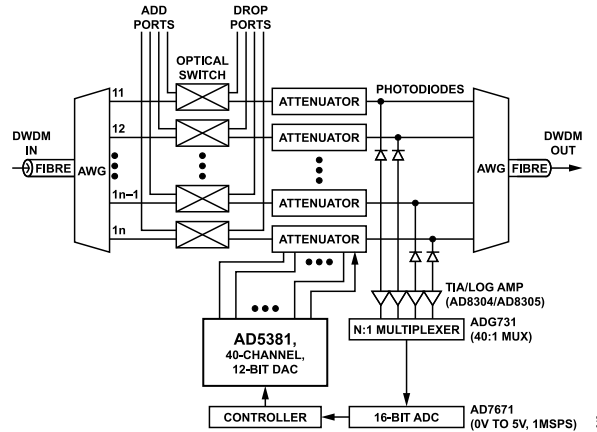 ADD
PORTS
DROP
PORTS
OPTICAL
SWITCH
PHOTODIODES
11
ATTENUATOR
12
ATTENUATOR
DWDM
IN
FIBRE
AWG
AWG
FIBRE
DWDM
OUT
1n–1
ATTENUATOR
1n
ATTENUATOR
TIA/LOG AMP
(AD8304/AD8305)
N:1 MULTIPLEXER
ADG731
(40:1 MUX)
AD5381,
40-CHANNEL,
12-BIT DAC
CONTROLLER
16-BIT ADC
AD7671
(0V TO 5V, 1MSPS)